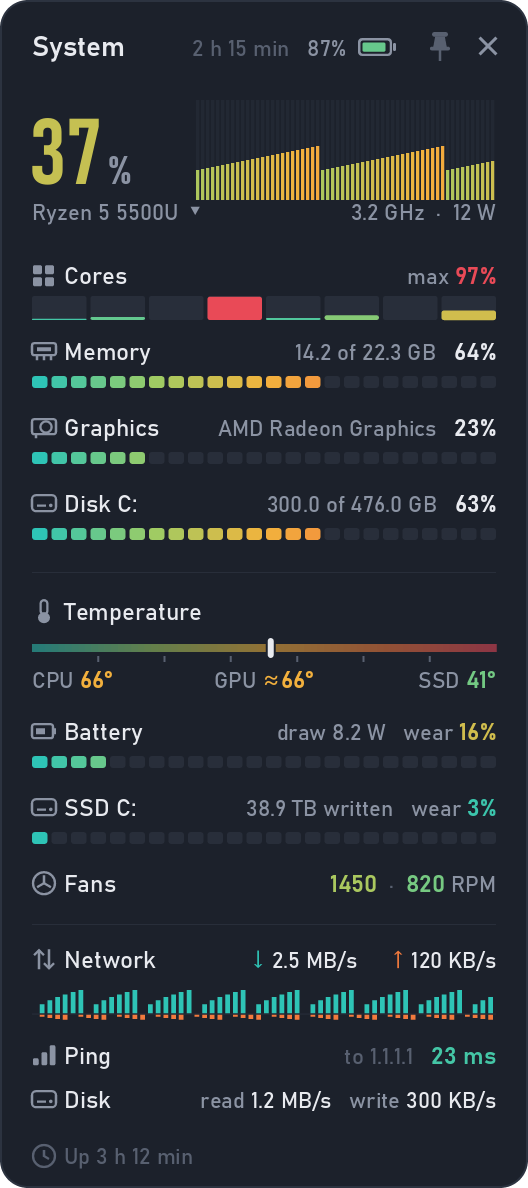 System 2 h 15 min 87%
37 %
Ryzen 5 5500U ▼ 3.2 GHz · 12 W
Cores max 97%
Memory 14.2 of 22.3 GB 64%
Graphics AMD Radeon Graphics 23%
Disk C: 300.0 of 476.0 GB 63%
Temperature
CPU 66° GPU ≈66° SSD 41°
Battery draw 8.2 W wear 16%
SSD C: 38.9 TB written wear 3%
Fans 1450 · 820 RPM
Network ↓ 2.5 MB/s ↑ 120 KB/s
Ping to 1.1.1.1 23 ms
Disk read 1.2 MB/s write 300 KB/s
Up 3 h 12 min